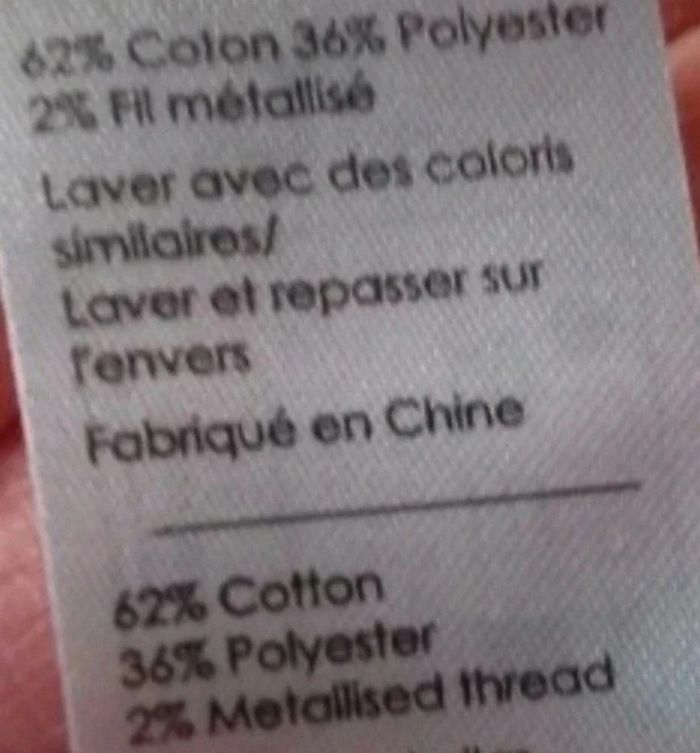 62% Coton 36% Polyester
2% Fil métallisé
Laver avec des coloris
similaires/
Laver et repasser sur
l'envers
Fabriqué en Chine
62% Cotton
36% Polyester
2% Metallised thread